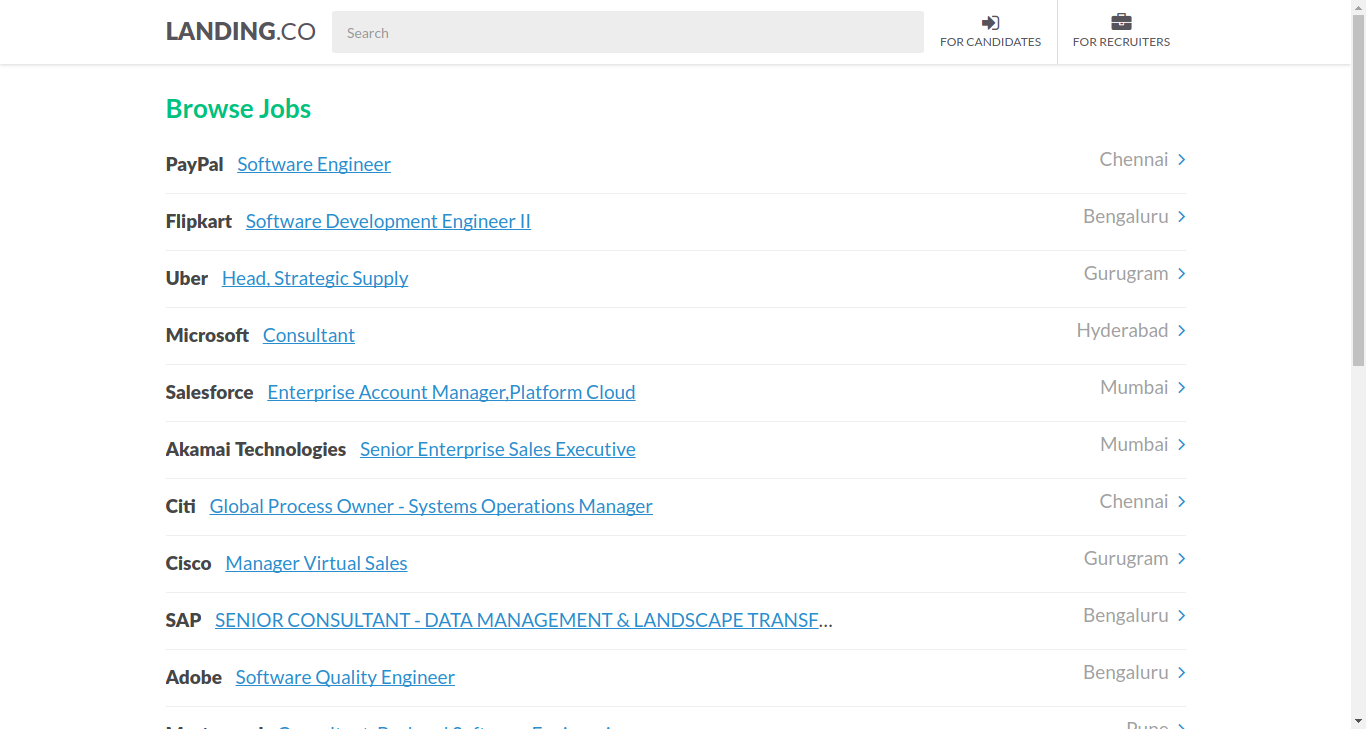 LANDING.CO
Search
FOR CANDIDATES
FOR RECRUITERS
Browse Jobs
PayPal Software Engineer Chennai
Flipkart Software Development Engineer II Bengaluru
Uber Head, Strategic Supply Gurugram
Microsoft Consultant Hyderabad
Salesforce Enterprise Account Manager,Platform Cloud Mumbai
Akamai Technologies Senior Enterprise Sales Executive Mumbai
Citi Global Process Owner - Systems Operations Manager Chennai
Cisco Manager Virtual Sales Gurugram
SAP SENIOR CONSULTANT - DATA MANAGEMENT & LANDSCAPE TRANSF... Bengaluru
Adobe Software Quality Engineer Bengaluru
Pune